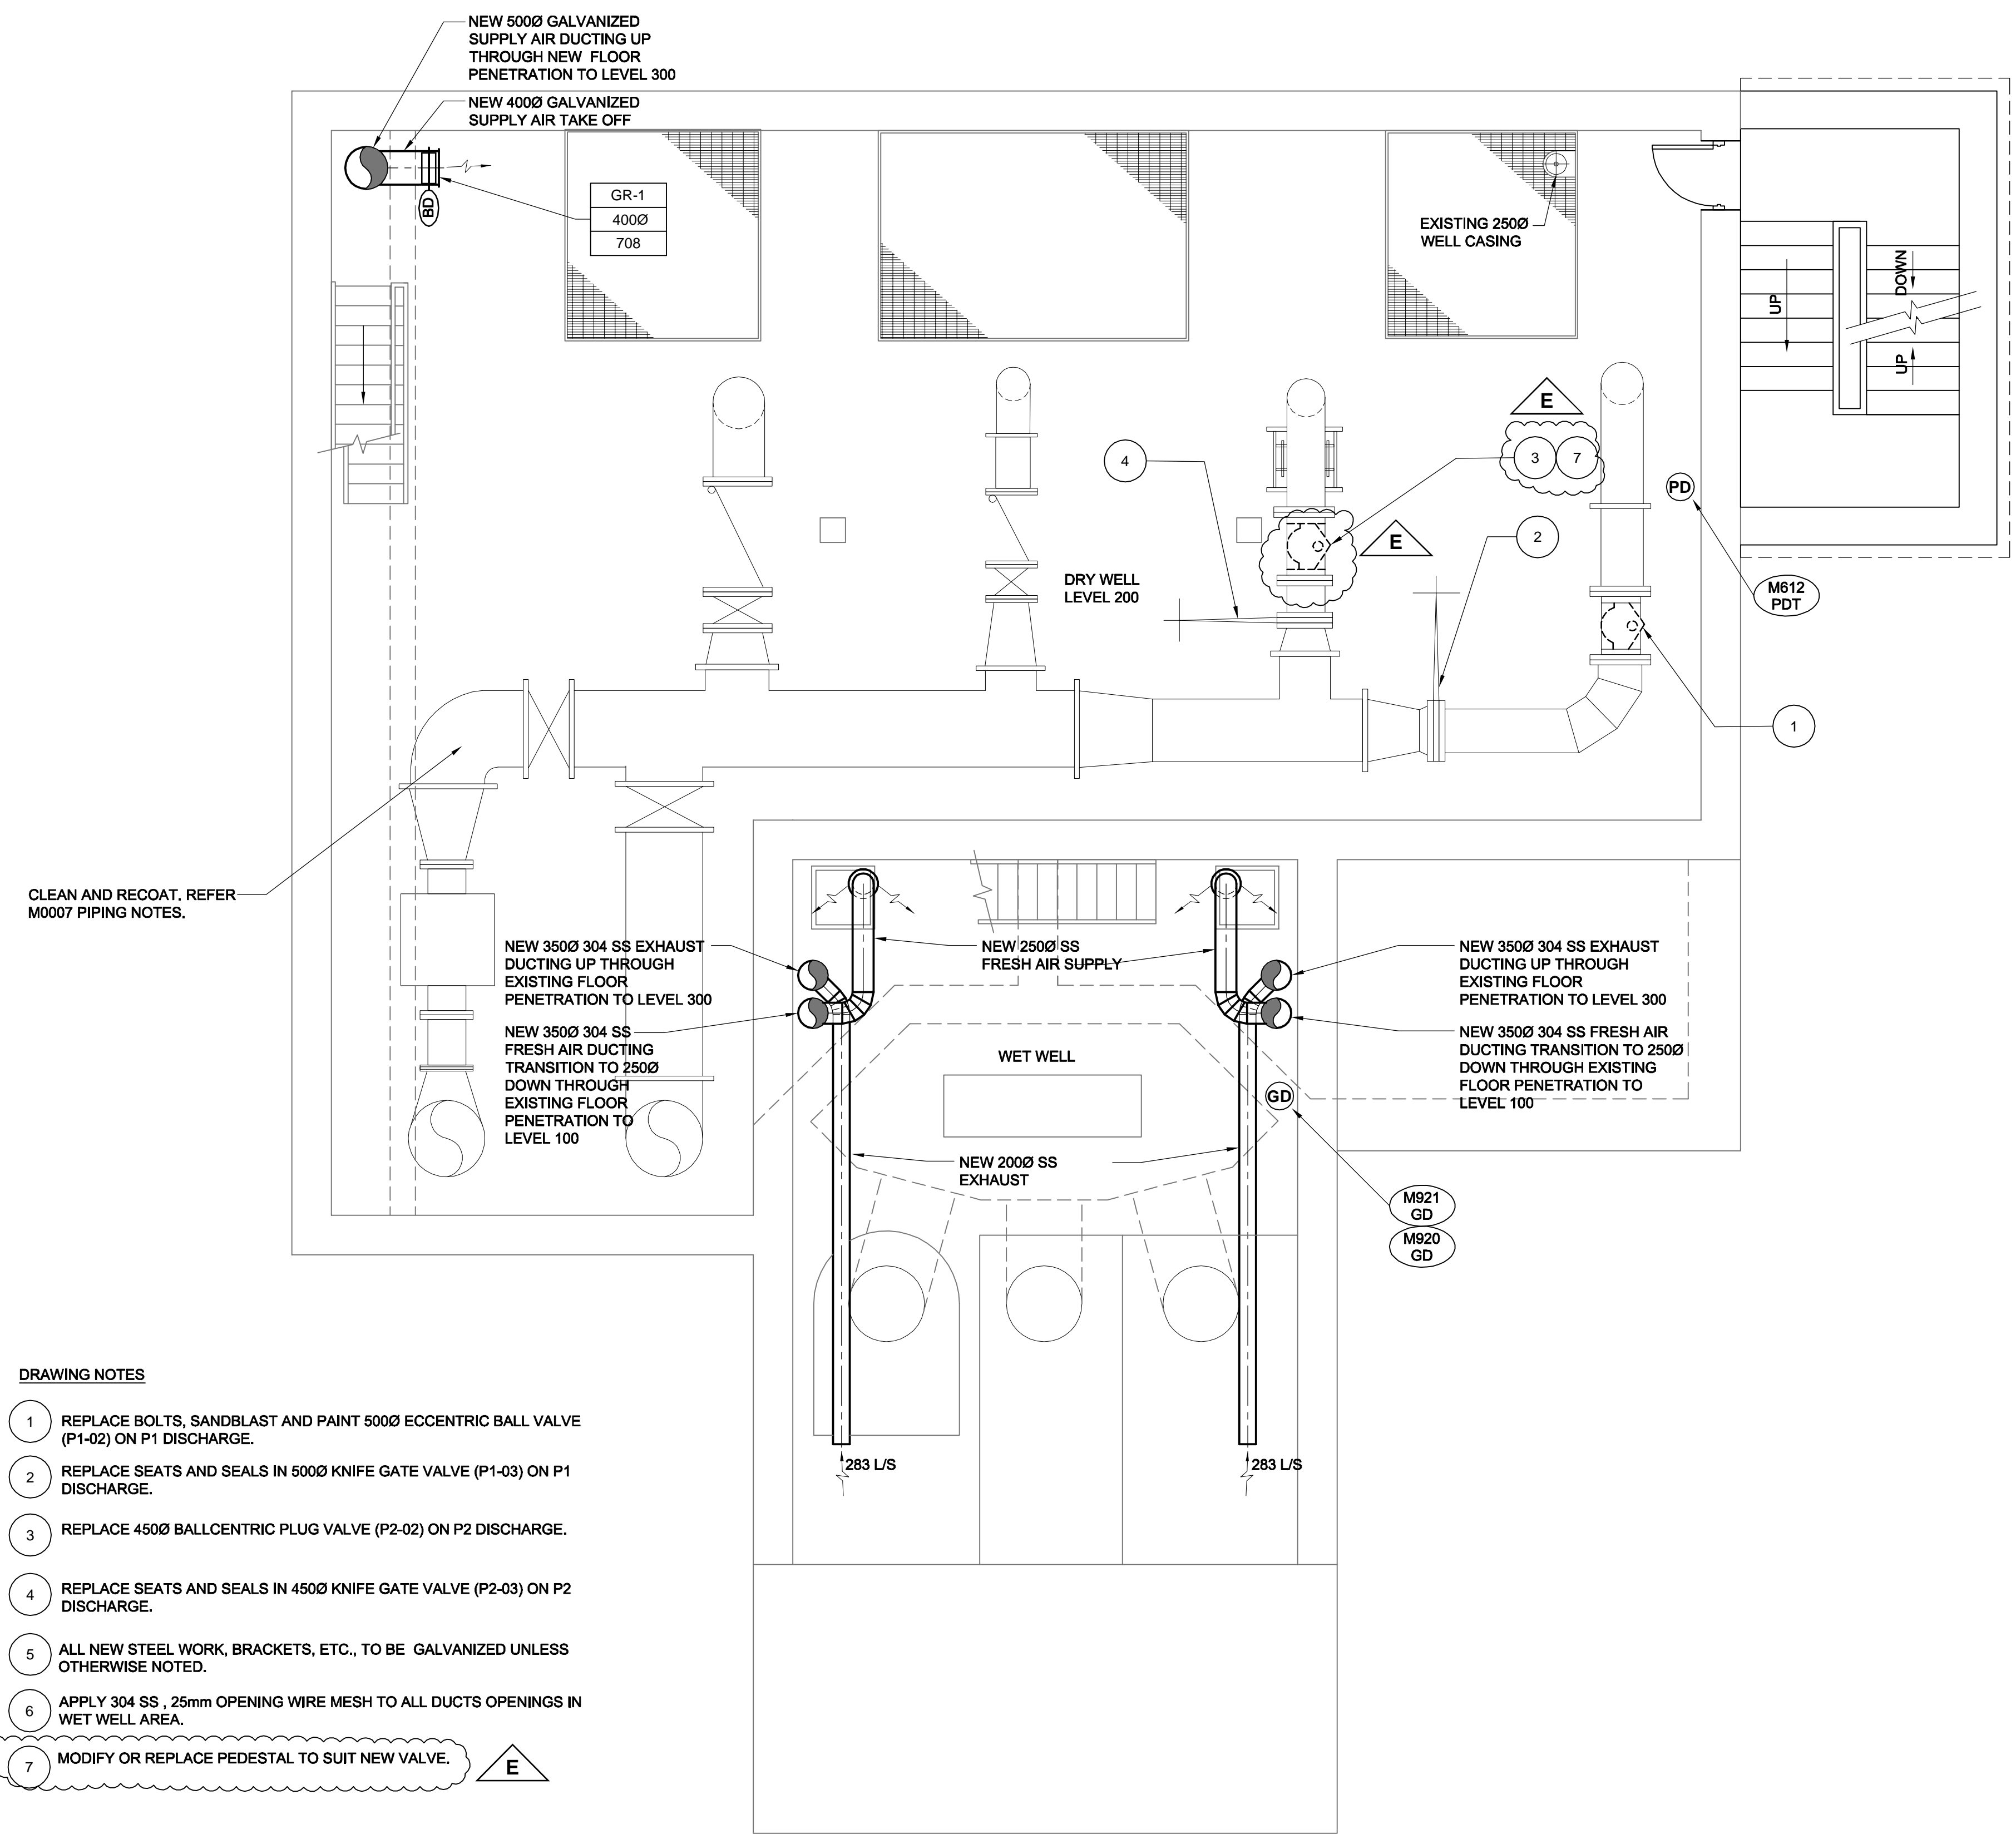 NEW 500Ø GALVANIZED
SUPPLY AIR DUCTING UP
THROUGH NEW FLOOR
PENETRATION TO LEVEL 300
NEW 400Ø GALVANIZED
SUPPLY AIR TAKE OFF
BD
GR-1
400Ø
708
EXISTING 250Ø
WELL CASING
UP
DOWN
UP
E
3
7
4
PD
E
2
DRY WELL
LEVEL 200
M612
PDT
1
CLEAN AND RECOAT. REFER
M0007 PIPING NOTES.
NEW 350Ø 304 SS EXHAUST
DUCTING UP THROUGH
EXISTING FLOOR
PENETRATION TO LEVEL 300
NEW 250Ø SS
FRESH AIR SUPPLY
NEW 350Ø 304 SS EXHAUST
DUCTING UP THROUGH
EXISTING FLOOR
PENETRATION TO LEVEL 300
NEW 350Ø 304 SS
FRESH AIR DUCTING
TRANSITION TO 250Ø
DOWN THROUGH
EXISTING FLOOR
PENETRATION TO
LEVEL 100
WET WELL
NEW 350Ø 304 SS FRESH AIR
DUCTING TRANSITION TO 250Ø
DOWN THROUGH EXISTING
FLOOR PENETRATION TO
LEVEL 100
GD
NEW 200Ø SS
EXHAUST
M921
GD
M920
GD
283 L/S
283 L/S
DRAWING NOTES
1 REPLACE BOLTS, SANDBLAST AND PAINT 500Ø ECCENTRIC BALL VALVE
(P1-02) ON P1 DISCHARGE.
2 REPLACE SEATS AND SEALS IN 500Ø KNIFE GATE VALVE (P1-03) ON P1
DISCHARGE.
3 REPLACE 450Ø BALLCENTRIC PLUG VALVE (P2-02) ON P2 DISCHARGE.
4 REPLACE SEATS AND SEALS IN 450Ø KNIFE GATE VALVE (P2-03) ON P2
DISCHARGE.
5 ALL NEW STEEL WORK, BRACKETS, ETC., TO BE GALVANIZED UNLESS
OTHERWISE NOTED.
6 APPLY 304 SS , 25mm OPENING WIRE MESH TO ALL DUCTS OPENINGS IN
WET WELL AREA.
7 MODIFY OR REPLACE PEDESTAL TO SUIT NEW VALVE.
E